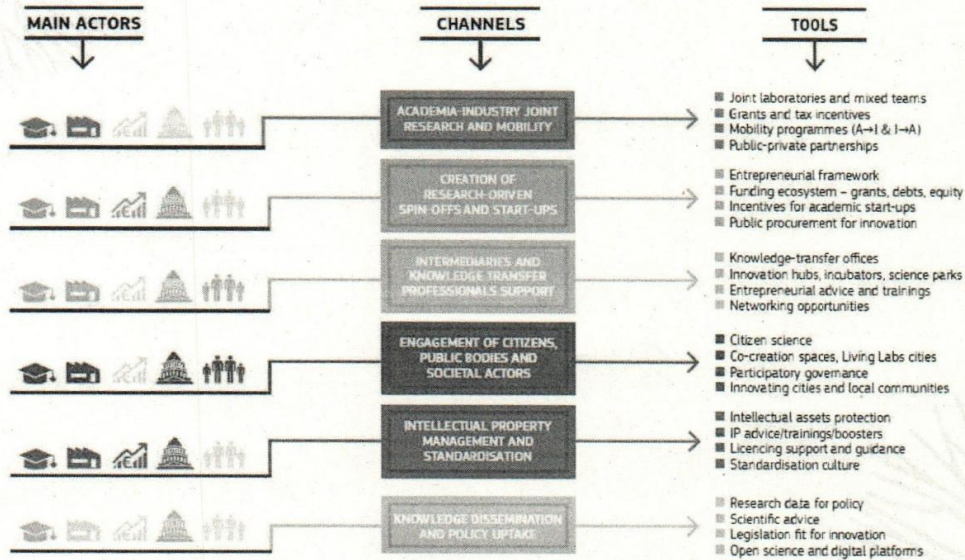 MAIN ACTORS
CHANNELS
TOOLS
ACADEMIA-INDUSTRY JOINT
RESEARCH AND MOBILITY
Joint laboratories and mixed teams
Grants and tax incentives
Mobility programmes (A→I & I→A)
Public-private partnerships
CREATION OF
RESEARCH-DRIVEN
SPIN-OFFS AND START-UPS
Entrepreneurial framework
Funding ecosystem – grants, debts, equity
Incentives for academic start-ups
Public procurement for innovation
INTERMEDIARIES AND
KNOWLEDGE TRANSFER
PROFESSIONALS SUPPORT
Knowledge-transfer offices
Innovation hubs, incubators, science parks
Entrepreneurial advice and trainings
Networking opportunities
ENGAGEMENT OF CITIZENS,
PUBLIC BODIES AND
SOCIETAL ACTORS
Citizen science
Co-creation spaces, Living Labs cities
Participatory governance
Innovating cities and local communities
INTELLECTUAL PROPERTY
MANAGEMENT AND
STANDARDISATION
Intellectual assets protection
IP advice/trainings/boosters
Licencing support and guidance
Standardisation culture
KNOWLEDGE DISSEMINATION
AND POLICY UPTAKE
Research data for policy
Scientific advice
Legislation fit for innovation
Open science and digital platforms